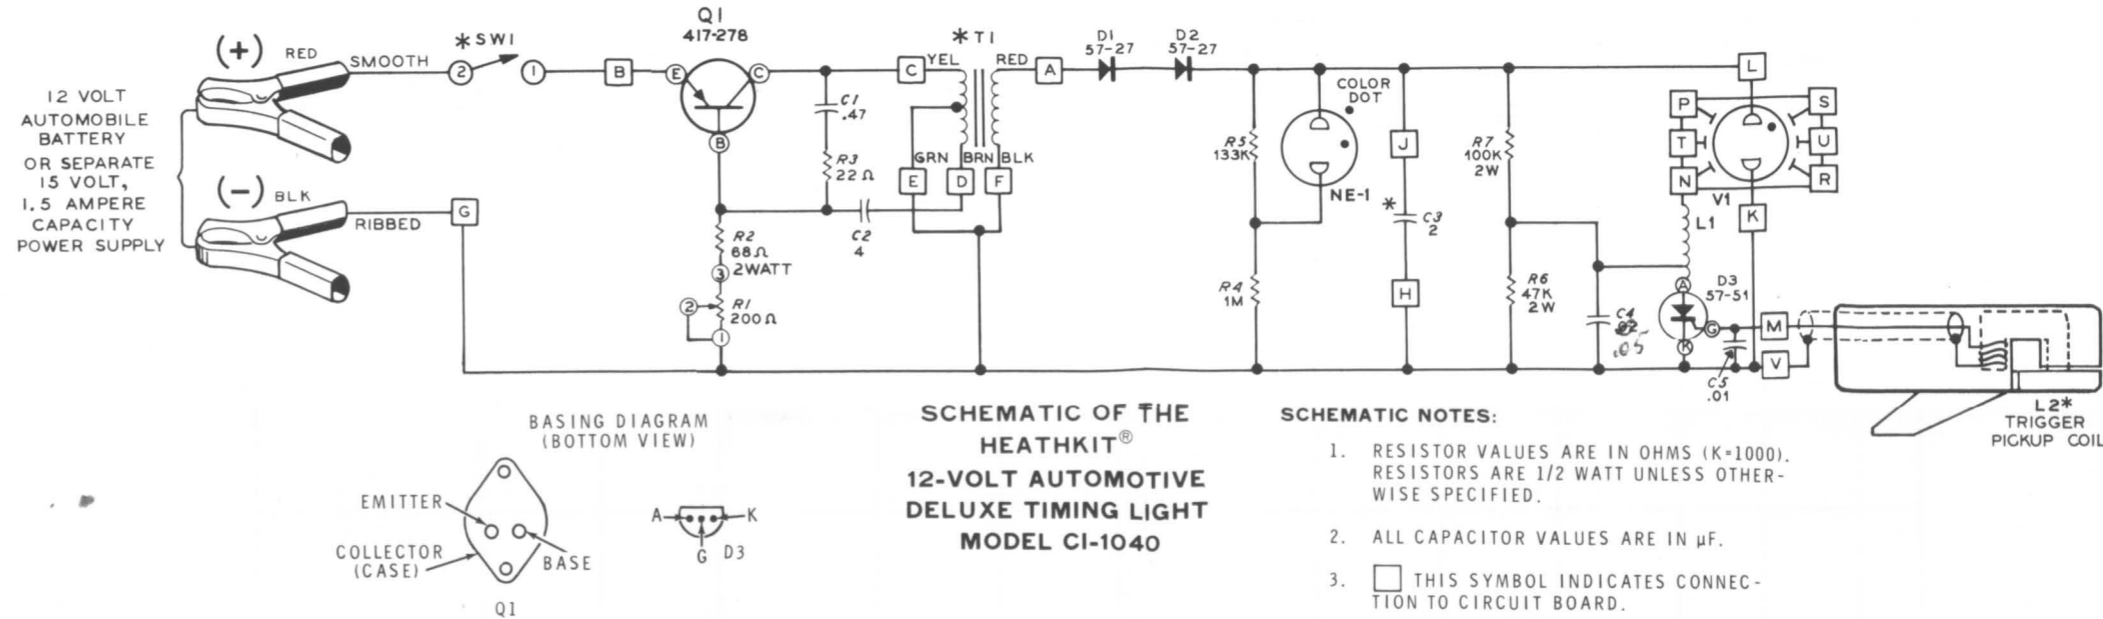 12 VOLT
AUTOMOBILE
BATTERY
OR SEPARATE
15 VOLT,
1.5 AMPERE
CAPACITY
POWER SUPPLY
(+) RED
SMOOTH
(-) BLK
RIBBED
*SW1
2
1
B
G
Q1
417-278
E
C
B
C1
.47
R3
22Ω
C2
4
R2
68Ω
2WATT
3
2
R1
200Ω
1
*T1
C
YEL
RED
A
GRN
BRN
BLK
E
D
F
D1
57-27
D2
57-27
R5
133K
R4
1M
COLOR
DOT
NE-1
J
*
C3
2
H
R7
100K
2W
R6
47K
2W
L
P
S
T
U
N
R
V1
K
L1
D3
57-51
A
G
K
C4
.02
.05
C5
.01
M
V
L2*
TRIGGER
PICKUP COIL
BASING DIAGRAM
(BOTTOM VIEW)
EMITTER
COLLECTOR
(CASE)
BASE
Q1
A
K
G
D3
SCHEMATIC OF THE
HEATHKIT®
12-VOLT AUTOMOTIVE
DELUXE TIMING LIGHT
MODEL CI-1040
SCHEMATIC NOTES:
1. RESISTOR VALUES ARE IN OHMS (K=1000).
RESISTORS ARE 1/2 WATT UNLESS OTHER-
WISE SPECIFIED.
2. ALL CAPACITOR VALUES ARE IN µF.
3. THIS SYMBOL INDICATES CONNEC-
TION TO CIRCUIT BOARD.